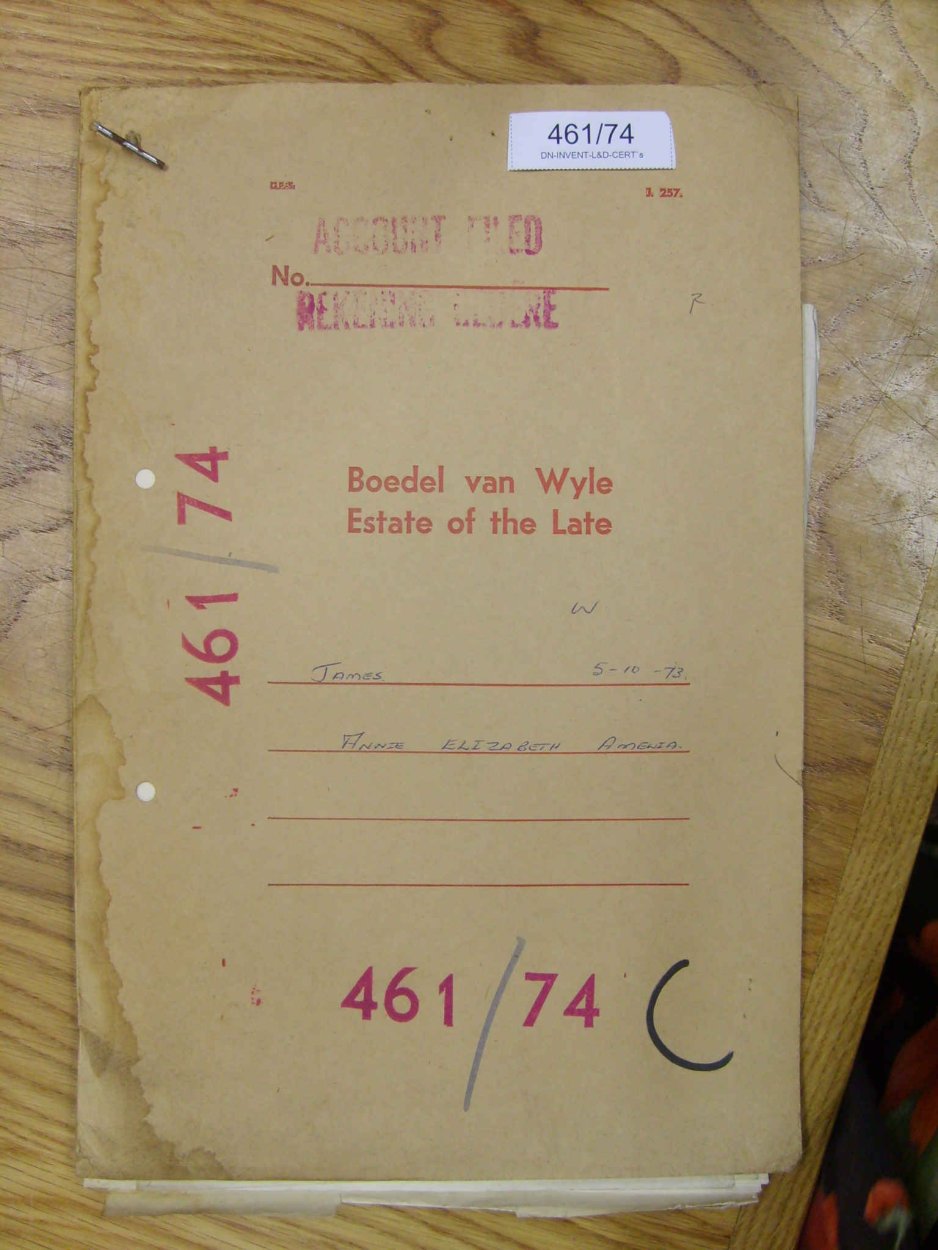 461/74
DN-INVENT-L&D-CERT's
J. 257.
ACCOUNT FILED
No.
REKENING GELIEERE
R
461/74
Boedel van Wyle
Estate of the Late
W
James 5-10-73.
Annie Elizabeth Amelia.
461/74 C